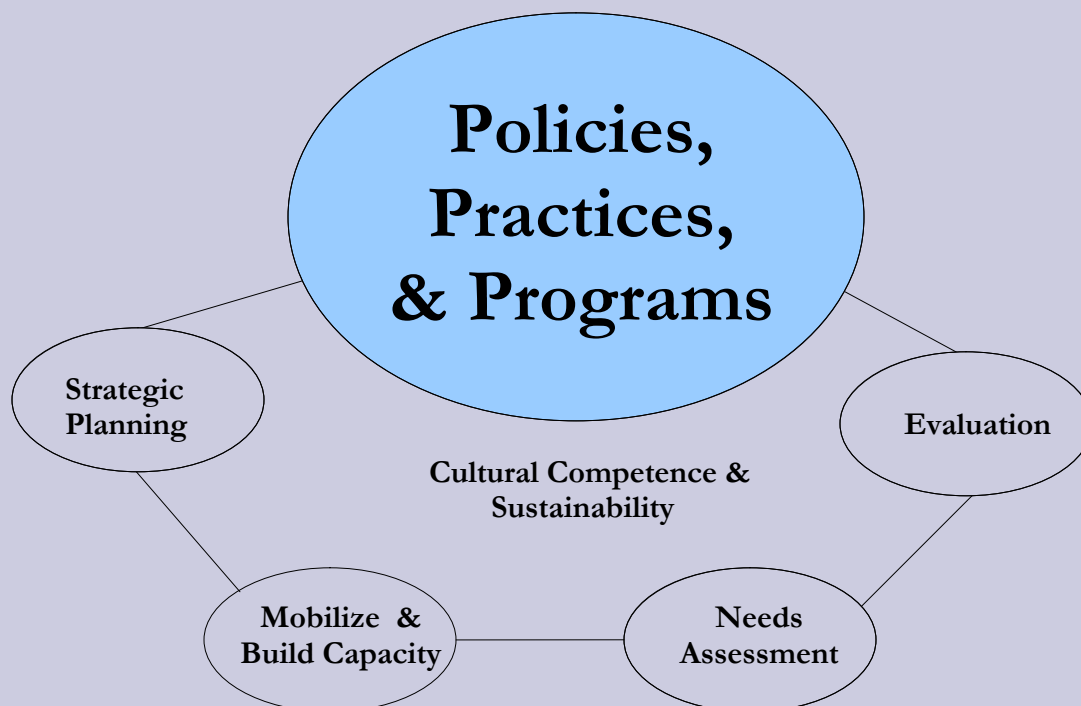 Policies,
Practices,
& Programs
Strategic
Planning
Evaluation
Cultural Competence &
Sustainability
Mobilize &
Build Capacity
Needs
Assessment